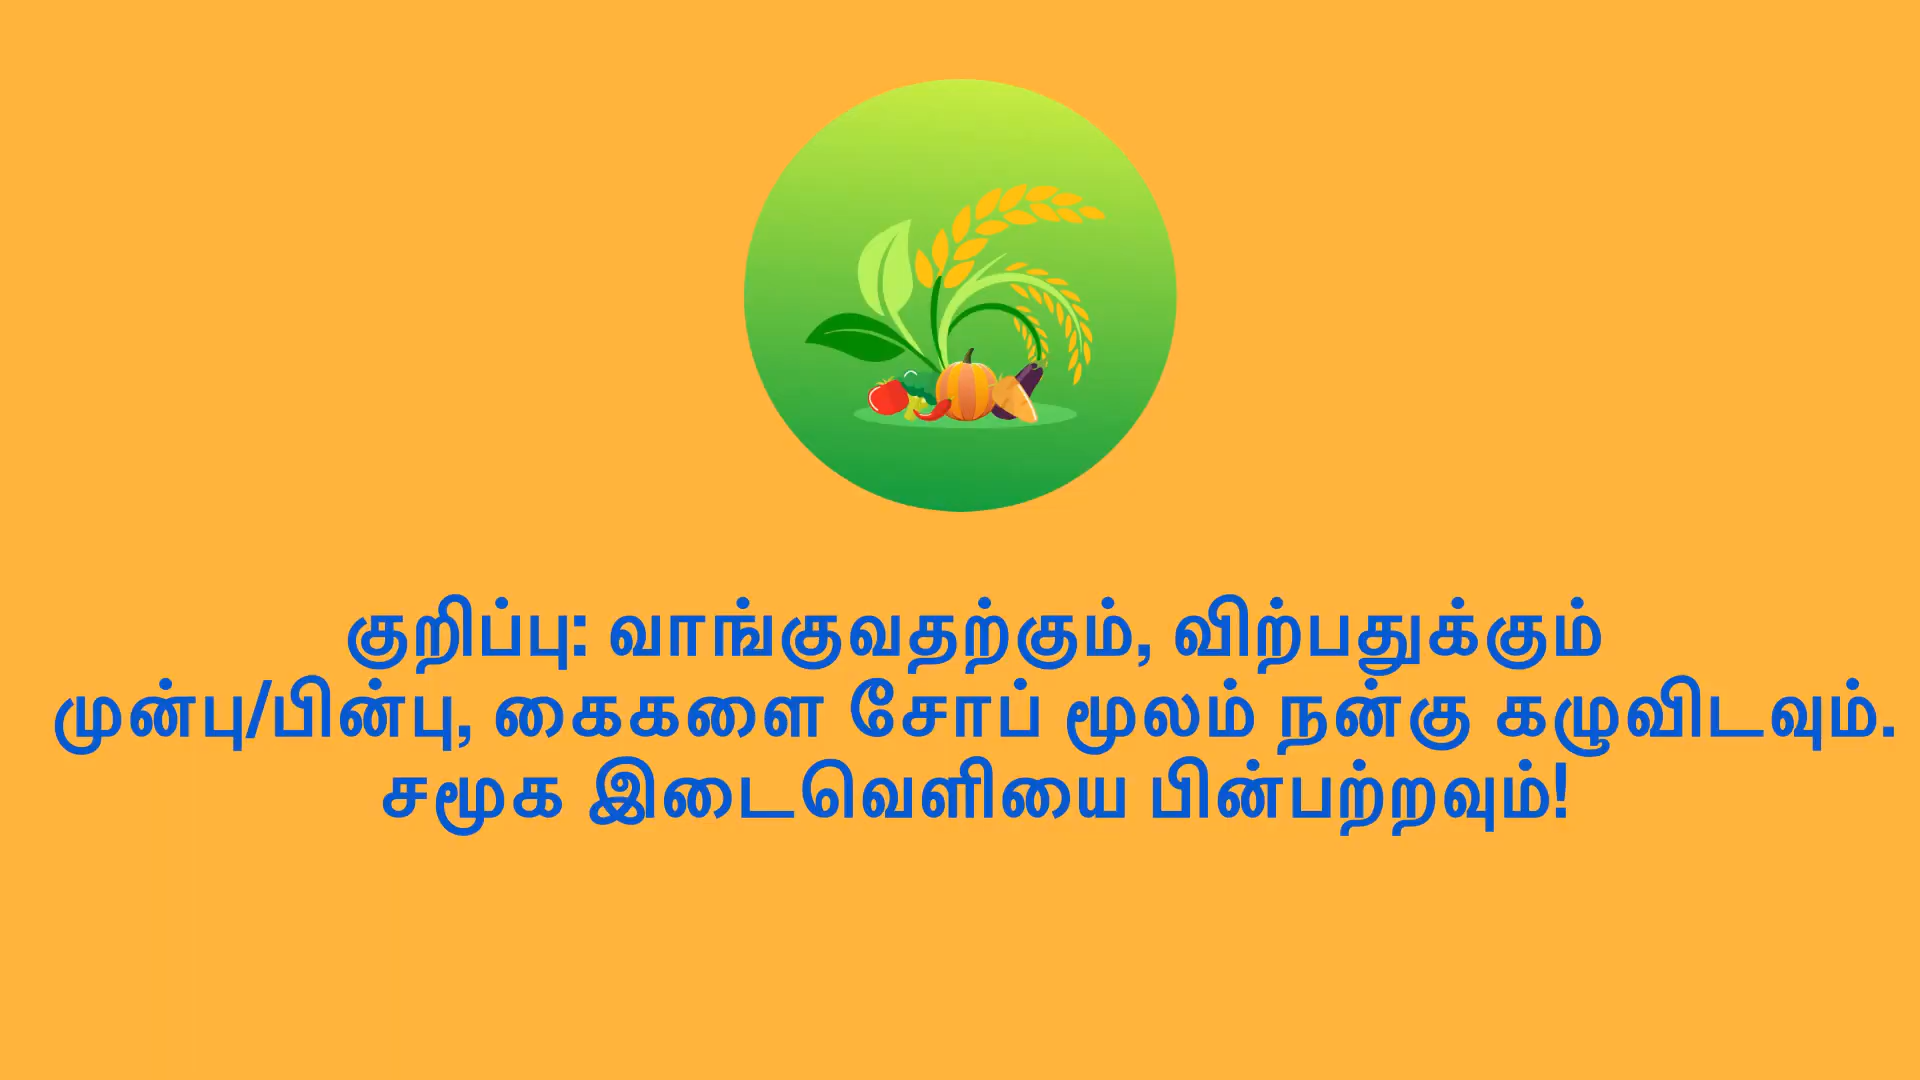 குறிப்பு: வாங்குவதற்கும், விற்பதுக்கும்
முன்பு/பின்பு, கைகளை சோப் மூலம் நன்கு கழுவிடவும்.
சமூக இடைவெளியை பின்பற்றவும்!